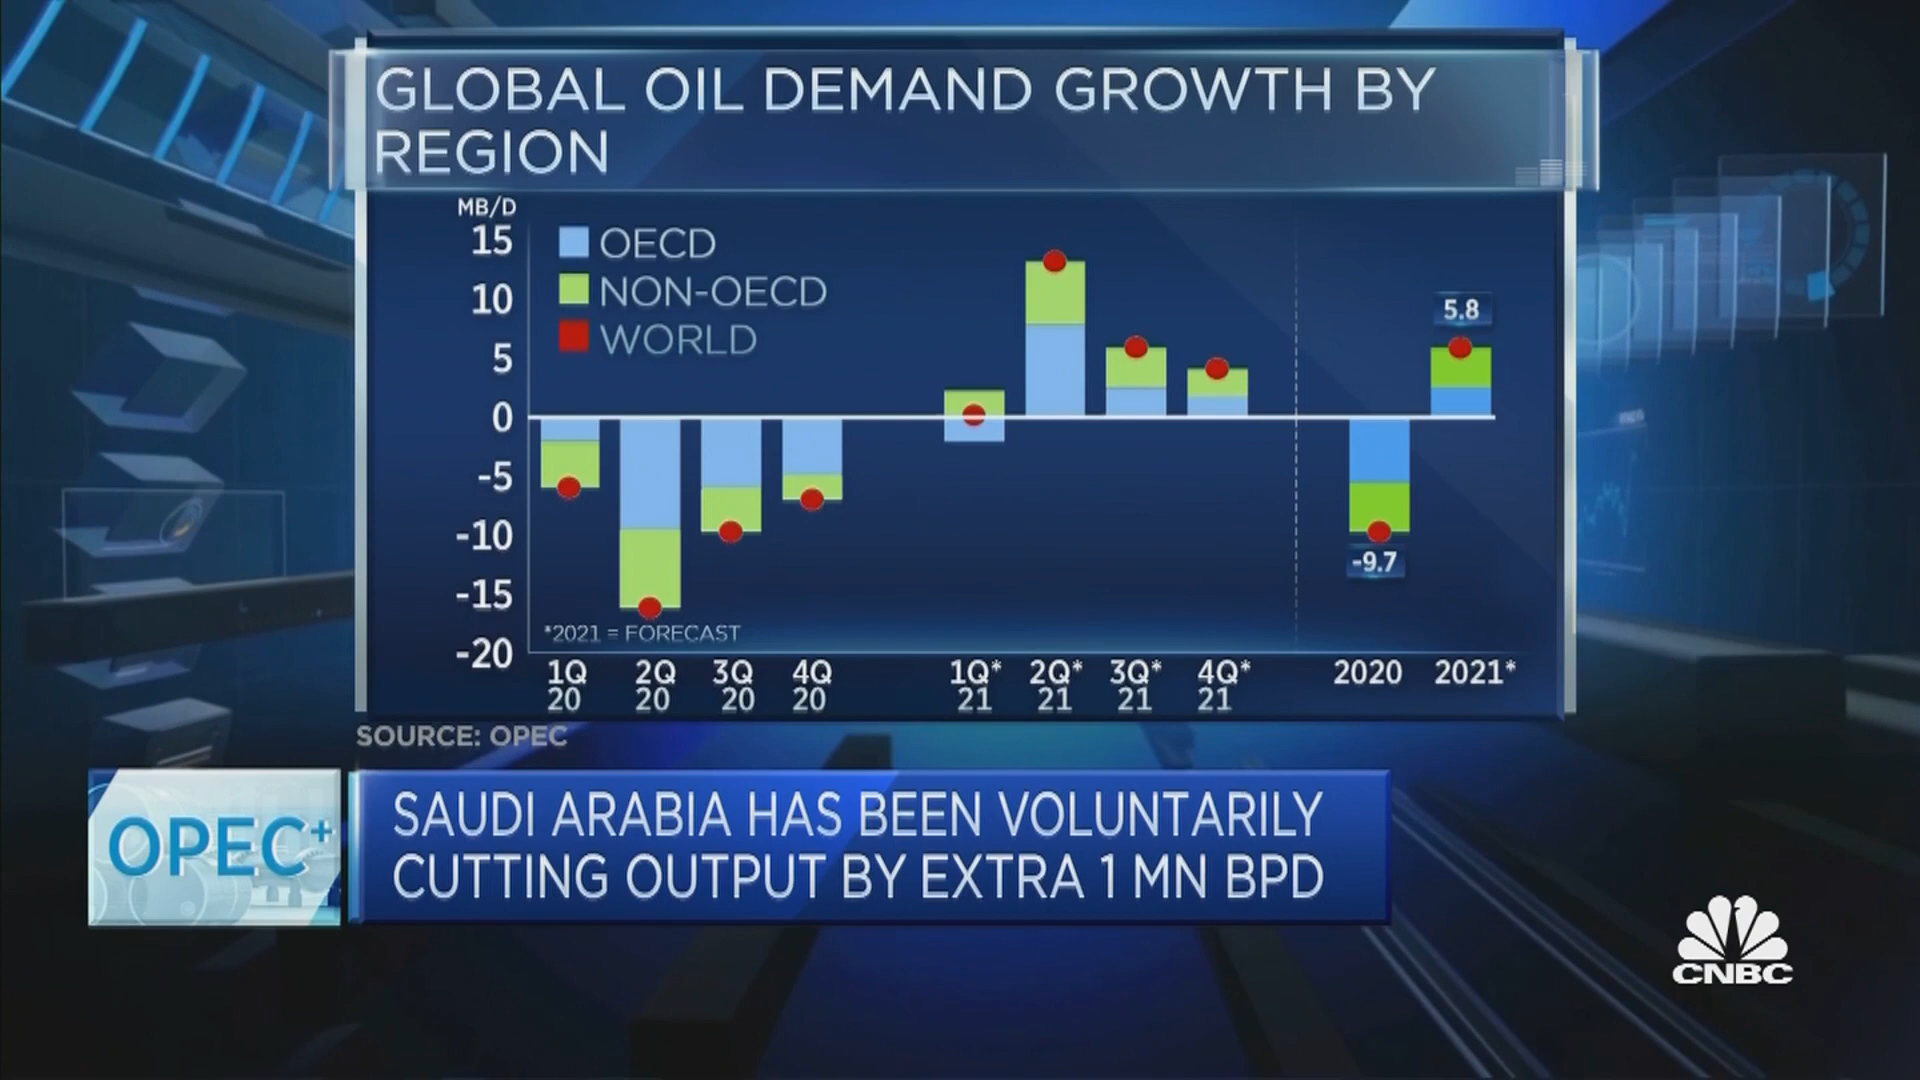 GLOBAL OIL DEMAND GROWTH BY
REGION
MB/D
15
10
5
0
-5
-10
-15
-20
OECD
NON-OECD
WORLD
5.8
-9.7
*2021 = FORECAST
1Q 2Q 3Q 4Q 1Q* 2Q* 3Q* 4Q* 2020 2021*
20 20 20 20 21 21 21 21
SOURCE: OPEC
OPEC+
SAUDI ARABIA HAS BEEN VOLUNTARILY
CUTTING OUTPUT BY EXTRA 1 MN BPD
CNBC